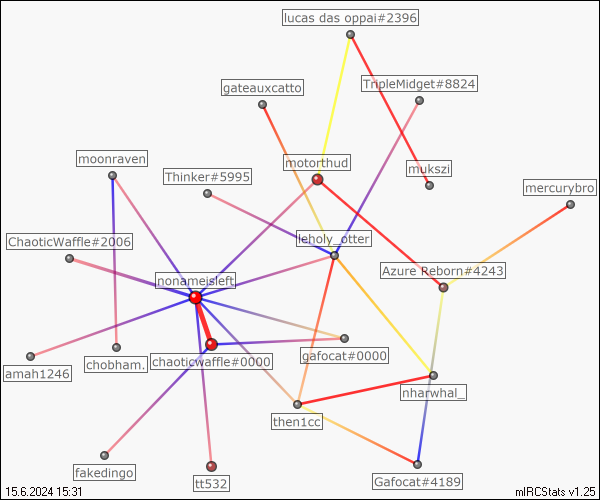 lucas das oppai#2396
TripleMidget#8824
gateauxcatto
moonraven
motorthud
Thinker#5995
mukszi
mercurybro
ChaoticWaffle#2006
leholy_otter
Azure Reborn#4243
nonameisleft
amah1246
chobham.
chaoticwaffle#0000
gafocat#0000
nharwhal_
then1cc
fakedingo
tt532
Gafocat#4189
15.6.2024 15:31
mIRCStats v1.25